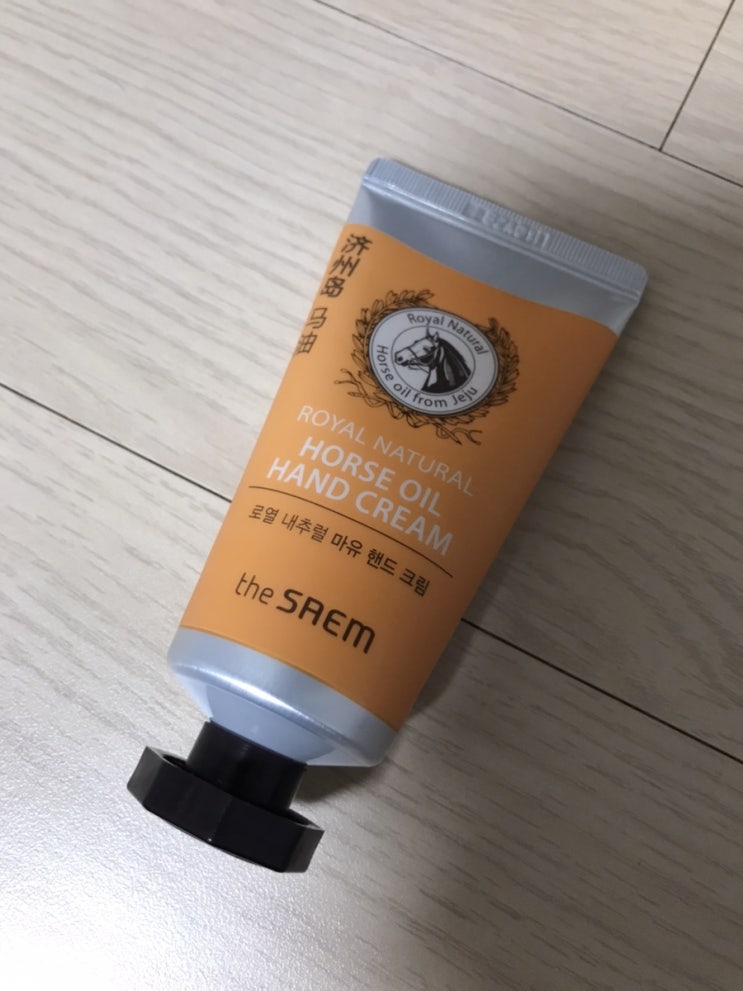 济州岛 马油
Royal Natural
Horse oil from Jeju
ROYAL NATURAL
HORSE OIL
HAND CREAM
로열 내추럴 마유 핸드 크림
the SAEM